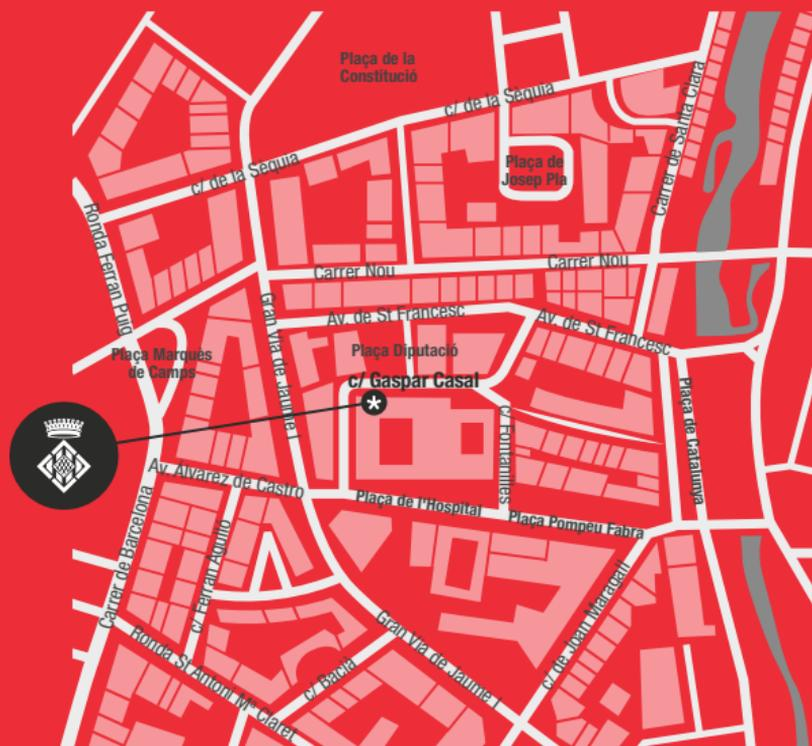 Plaça de la
Constitució
c/ de la Sèquia
Carrer de Santa Clara
c/ de la Sèquia
Plaça de
Josep Pla
Ronda Ferran Puig
Carrer Nou
Carrer Nou
Gran Via de Jaume I
Av. de St Francesc
Av. de St Francesc
Plaça Marquès
de Camps
Plaça Diputació
c/ Gaspar Casal
Plaça de Catalunya
c/ Fontanilles
Av. Alvarez de Castro
Plaça de l'Hospital
Plaça Pompeu Fabra
Carrer de Barcelona
c/ Farran Agulló
c/ de Joan Maragall
Gran Via de Jaume I
Ronda St Antoni Mª Claret
c/ Bacià